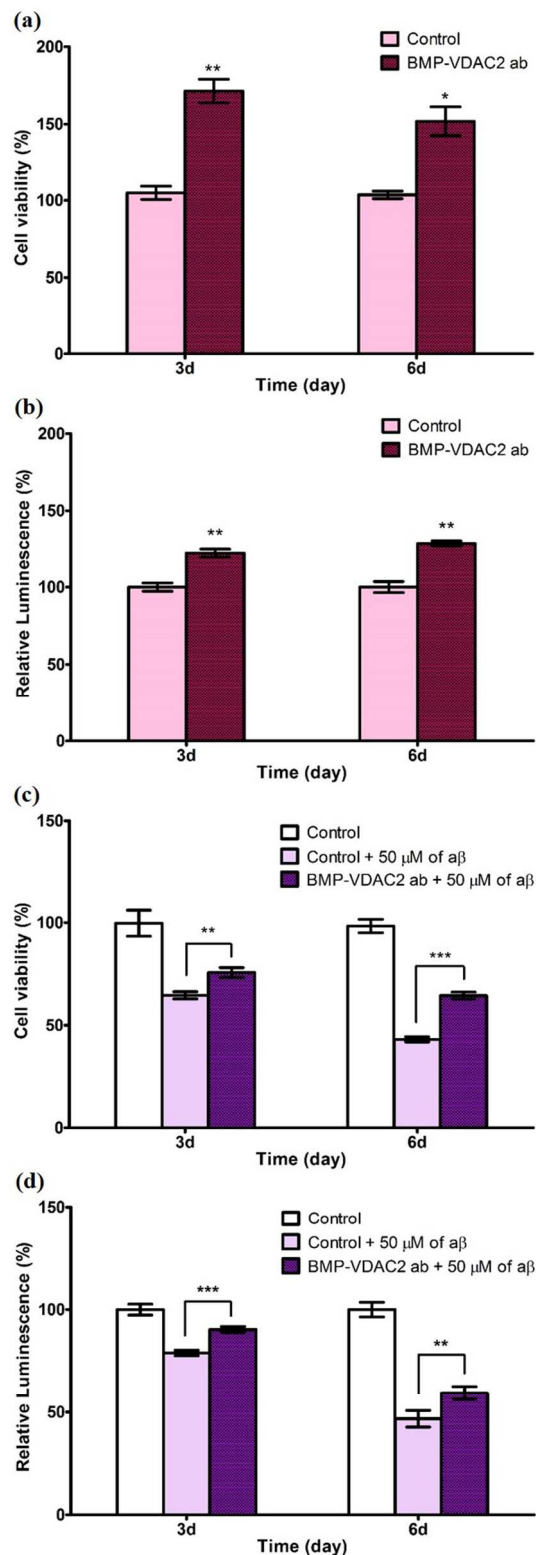 (a)
Control
BMP-VDAC2 ab
200
150
100
50
0
Cell viability (%)
**
*
3d
6d
Time (day)
(b)
Control
BMP-VDAC2 ab
200
150
100
50
0
Relative Luminescence (%)
**
**
3d
6d
Time (day)
(c)
Control
Control + 50 μM of aβ
BMP-VDAC2 ab + 50 μM of aβ
150
100
50
0
Cell viability (%)
**
***
3d
6d
Time (day)
(d)
Control
Control + 50 μM of aβ
BMP-VDAC2 ab + 50 μM of aβ
150
100
50
0
Relative Luminescence (%)
***
**
3d
6d
Time (day)